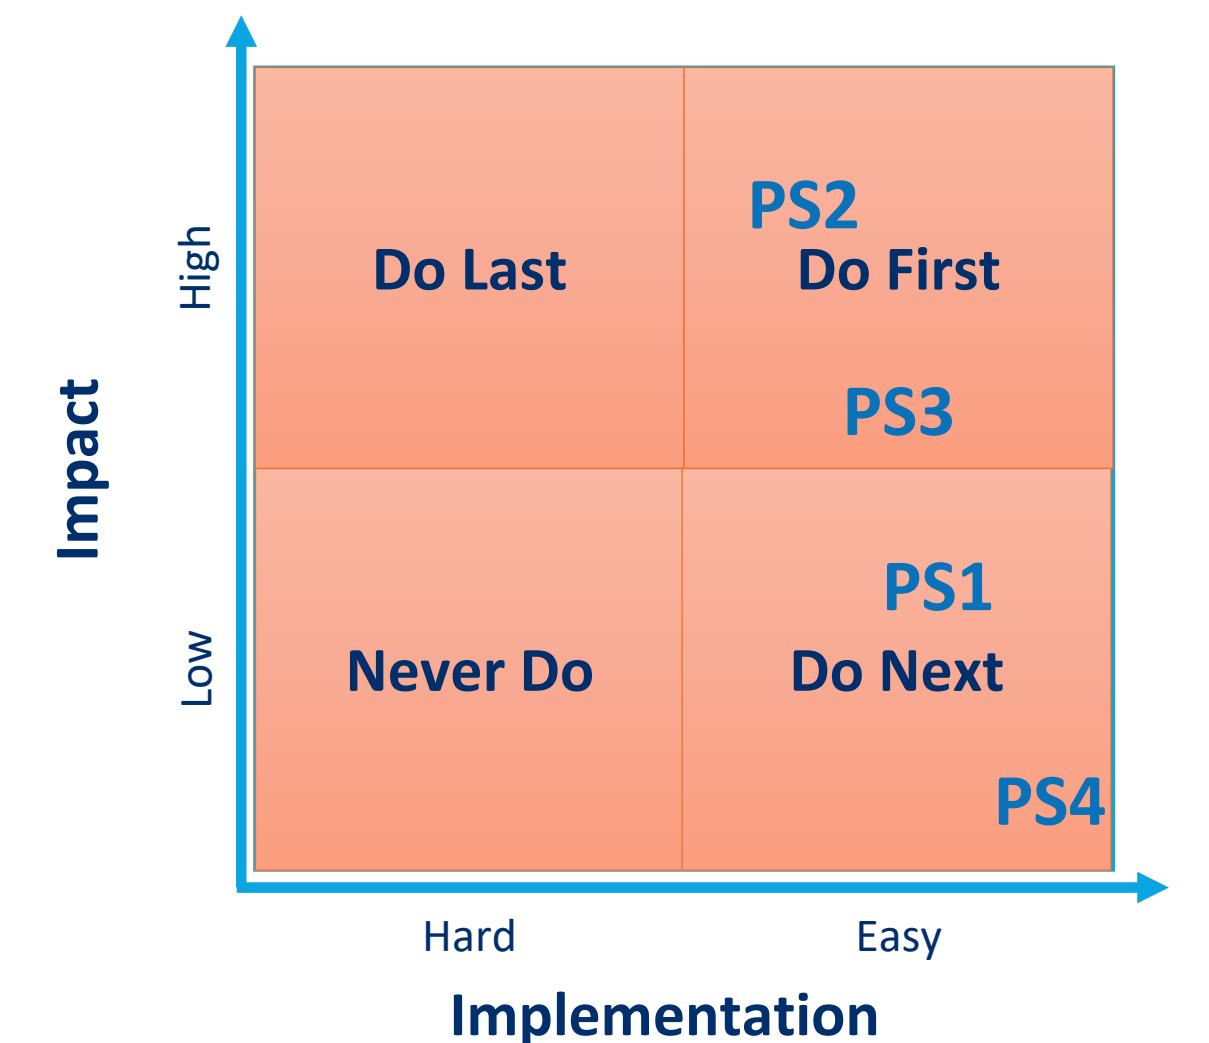 PS2
High
Do Last
Do First
PS3
Impact
PS1
Low
Never Do
Do Next
PS4
Hard
Easy
Implementation